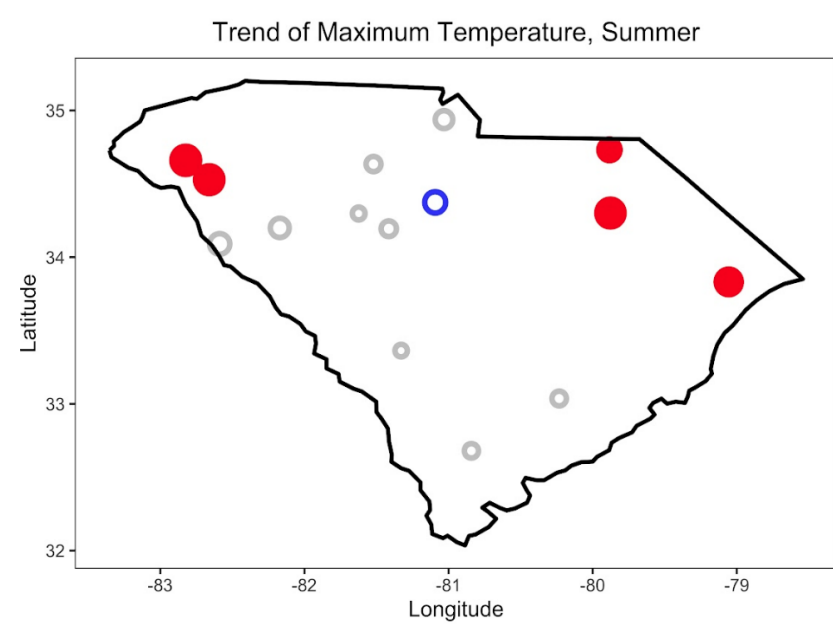 Trend of Maximum Temperature, Summer
35
34
33
32
Latitude
-83 -82 -81 -80 -79
Longitude